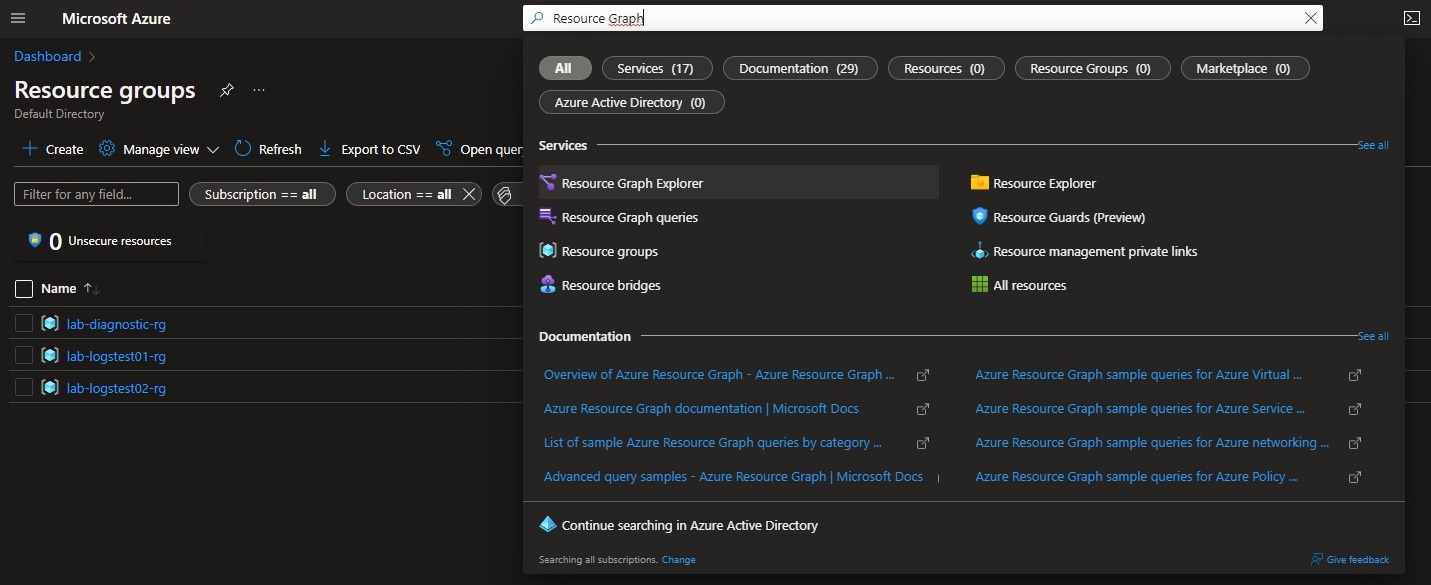 Microsoft Azure
Resource Graph
Dashboard
Resource groups
Default Directory
Create Manage view Refresh Export to CSV Open query
Filter for any field...
Subscription == all
Location == all
0 Unsecure resources
Name
lab-diagnostic-rg
lab-logstest01-rg
lab-logstest02-rg
All
Services (17)
Documentation (29)
Resources (0)
Resource Groups (0)
Marketplace (0)
Azure Active Directory (0)
Services
See all
Resource Graph Explorer
Resource Explorer
Resource Graph queries
Resource Guards (Preview)
Resource groups
Resource management private links
Resource bridges
All resources
Documentation
See all
Overview of Azure Resource Graph - Azure Resource Graph ...
Azure Resource Graph sample queries for Azure Virtual ...
Azure Resource Graph documentation | Microsoft Docs
Azure Resource Graph sample queries for Azure Service ...
List of sample Azure Resource Graph queries by category ...
Azure Resource Graph sample queries for Azure networking ...
Advanced query samples - Azure Resource Graph | Microsoft Docs
Azure Resource Graph sample queries for Azure Policy ...
Continue searching in Azure Active Directory
Searching all subscriptions. Change
Give feedback